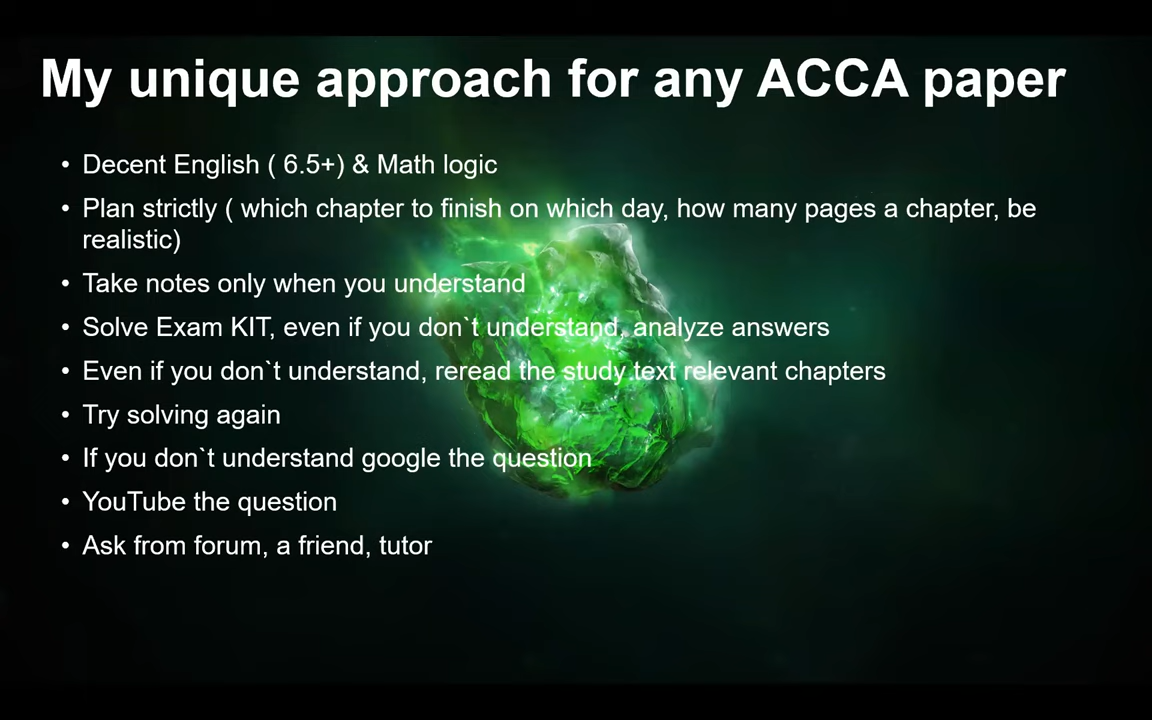 My unique approach for any ACCA paper
• Decent English ( 6.5+) & Math logic
• Plan strictly ( which chapter to finish on which day, how many pages a chapter, be
realistic)
• Take notes only when you understand
• Solve Exam KIT, even if you don`t understand, analyze answers
• Even if you don`t understand, reread the study text relevant chapters
• Try solving again
• If you don`t understand google the question
• YouTube the question
• Ask from forum, a friend, tutor